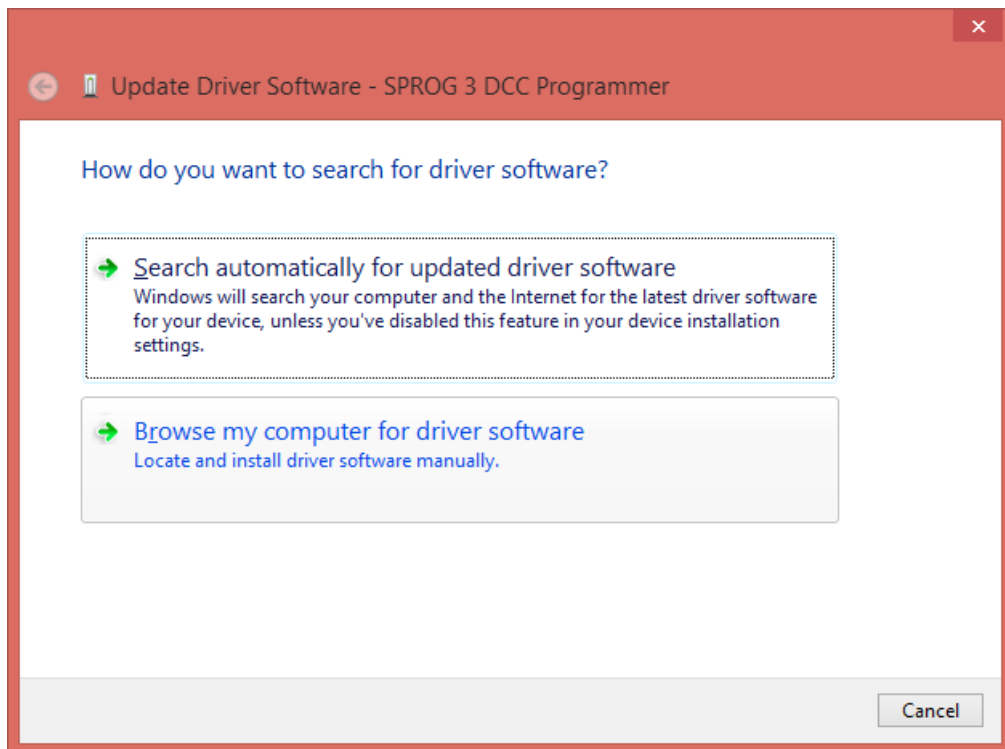 Update Driver Software - SPROG 3 DCC Programmer
How do you want to search for driver software?
Search automatically for updated driver software
Windows will search your computer and the Internet for the latest driver software
for your device, unless you've disabled this feature in your device installation
settings.
Browse my computer for driver software
Locate and install driver software manually.
Cancel